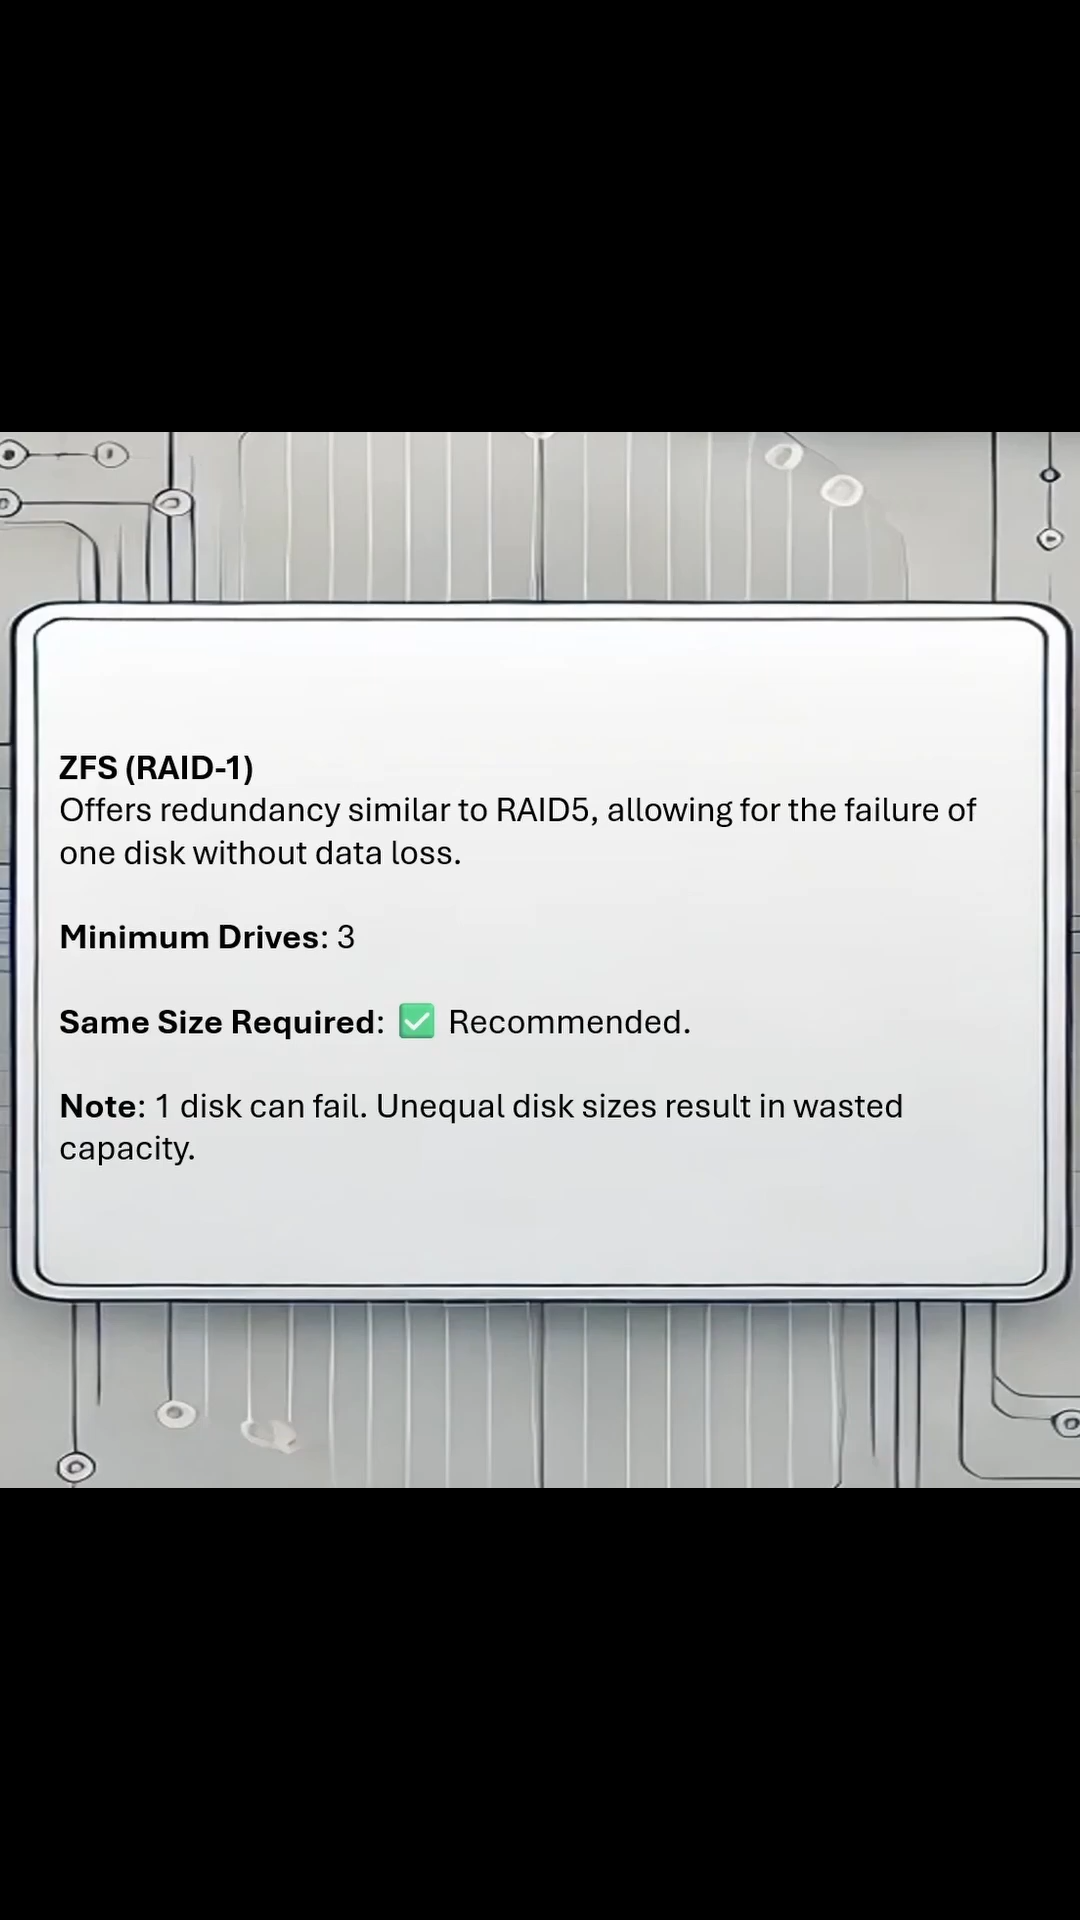 ZFS (RAID-1)
Offers redundancy similar to RAID5, allowing for the failure of
one disk without data loss.
Minimum Drives: 3
Same Size Required: ✅ Recommended.
Note: 1 disk can fail. Unequal disk sizes result in wasted
capacity.